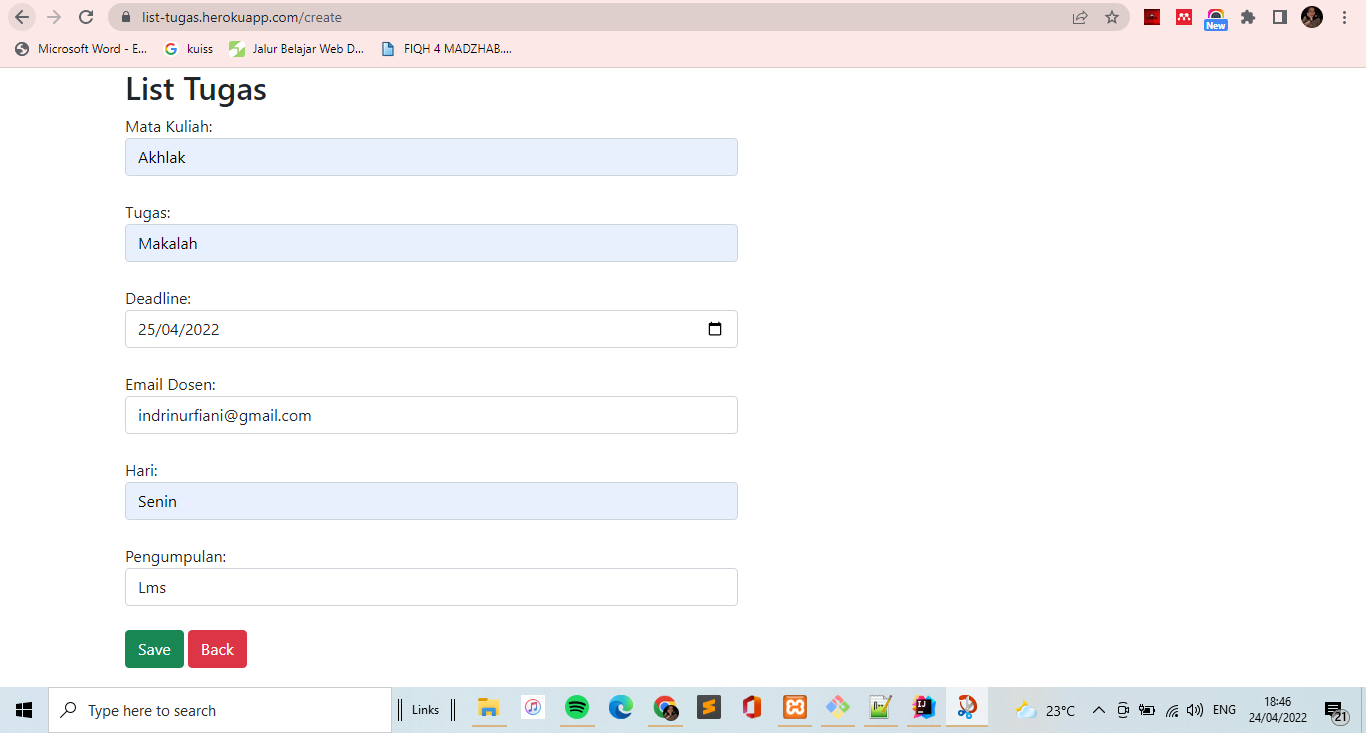 list-tugas.herokuapp.com/create
New
Microsoft Word - E...
kuiss
Jalur Belajar Web D...
FIQH 4 MADZHAB....
List Tugas
Mata Kuliah:
Akhlak
Tugas:
Makalah
Deadline:
25/04/2022
Email Dosen:
indrinurfiani@gmail.com
Hari:
Senin
Pengumpulan:
Lms
Save Back
Type here to search
Links
23°C
ENG
18:46
24/04/2022
21